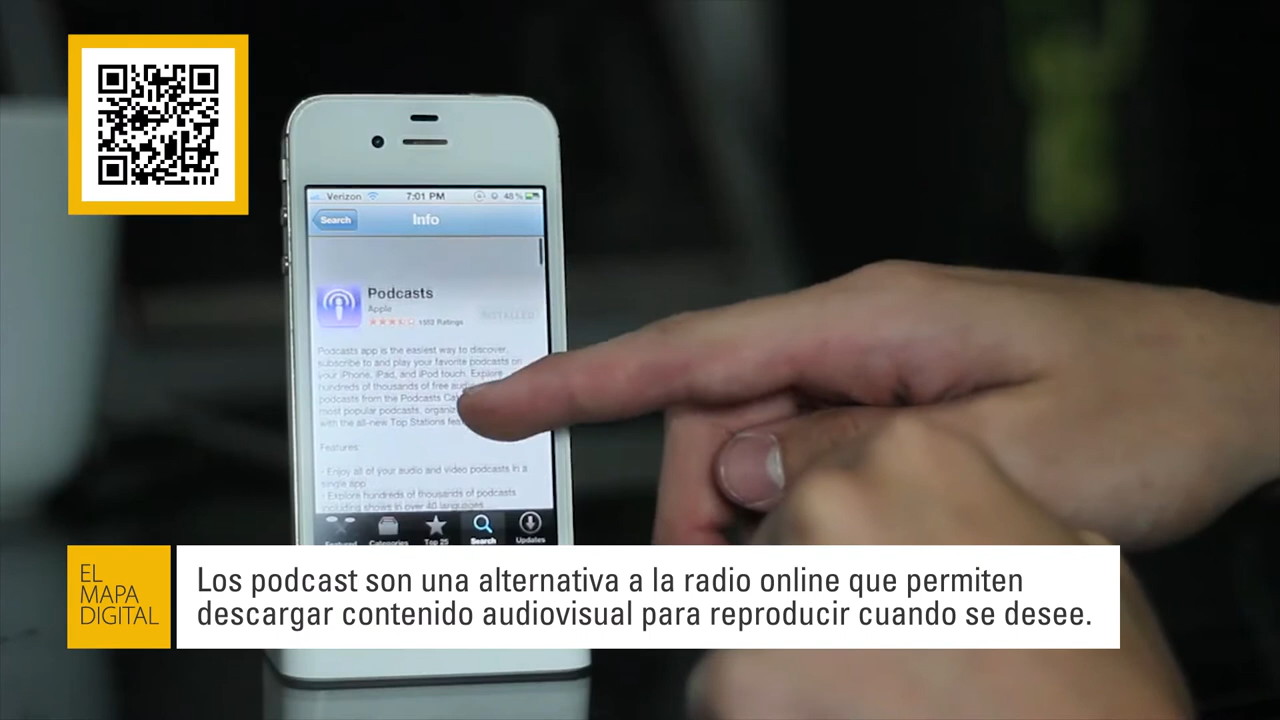 Verizon 7:01 PM 48%
Search Info
Podcasts
Apple
1552 Ratings
INSTALLED
Podcasts app is the easiest way to discover,
subscribe to and play your favorite podcasts on
your iPhone, iPad, and iPod touch. Explore
hundreds of thousands of free
podcasts from the Podcasts
most popular podcasts,
with the all-new Top Stations
Features:
- Enjoy all of your audio and video podcasts in a
single app
- Explore hundreds of thousands of podcasts
including shows in over 40 languages
Featured Categories Top 25 Search Updates
EL
MAPA
DIGITAL
Los podcast son una alternativa a la radio online que permiten
descargar contenido audiovisual para reproducir cuando se desee.